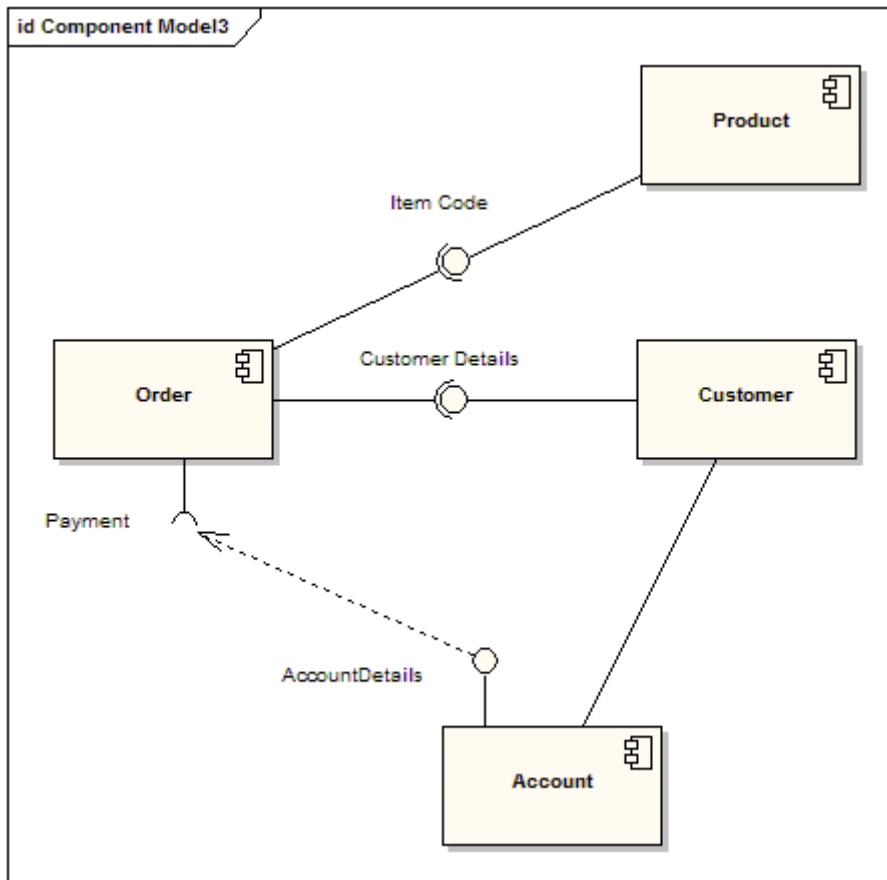 id Component Model3
Product
Item Code
Customer Details
Order
Customer
Payment
AccountDetails
Account